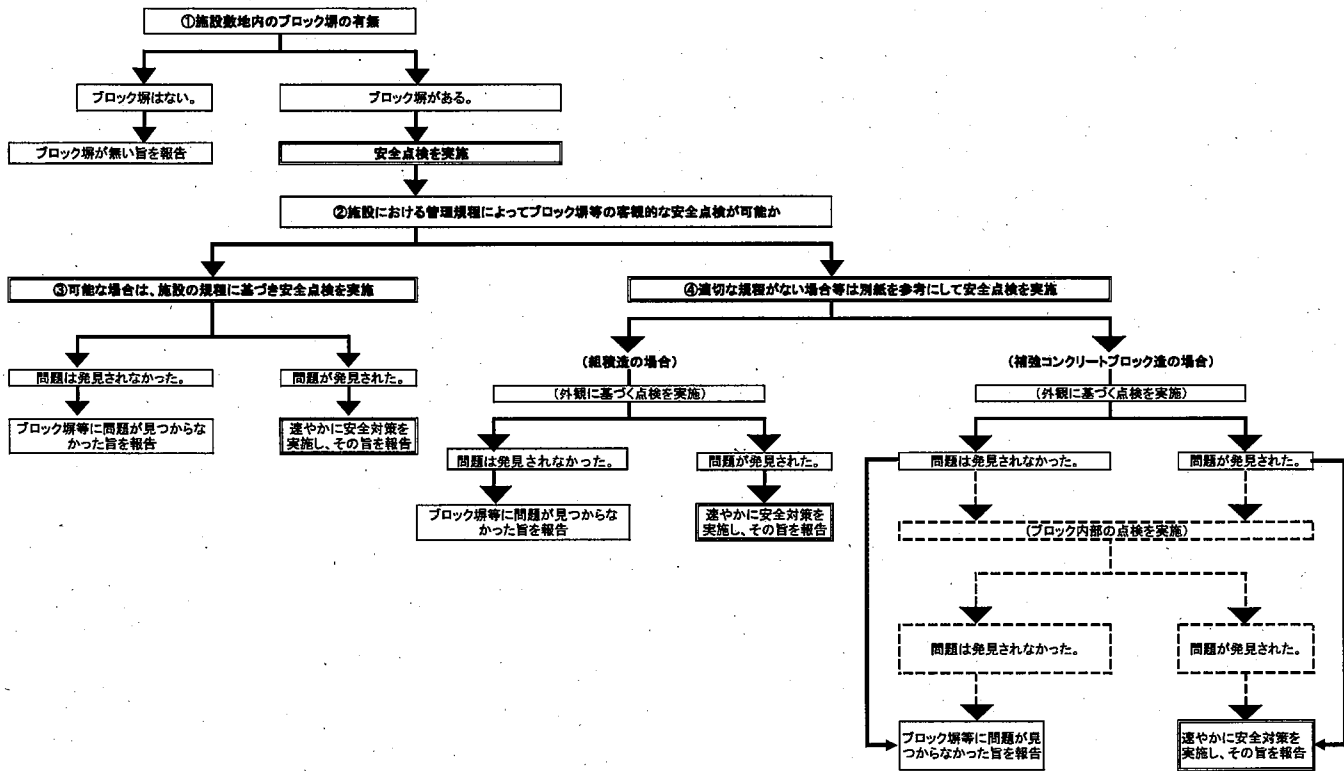 ①施設敷地内のブロック塀の有無
ブロック塀はない。
ブロック塀がある。
ブロック塀が無い旨を報告
安全点検を実施
②施設における管理規程によってブロック塀等の客観的な安全点検が可能か
③可能な場合は、施設の規程に基づき安全点検を実施
④適切な規程がない場合等は別紙を参考にして安全点検を実施
(組積造の場合)
(補強コンクリートブロック造の場合)
問題は発見されなかった。
問題が発見された。
(外観に基づく点検を実施)
(外観に基づく点検を実施)
ブロック塀等に問題が見つからな
かった旨を報告
速やかに安全対策を
実施し、その旨を報告
問題は発見されなかった。
問題が発見された。
問題は発見されなかった。
問題が発見された。
ブロック塀等に問題が見つからな
かった旨を報告
速やかに安全対策を
実施し、その旨を報告
(ブロック内部の点検を実施)
問題は発見されなかった。
問題が発見された。
ブロック塀等に問題が見
つからなかった旨を報告
速やかに安全対策を
実施し、その旨を報告